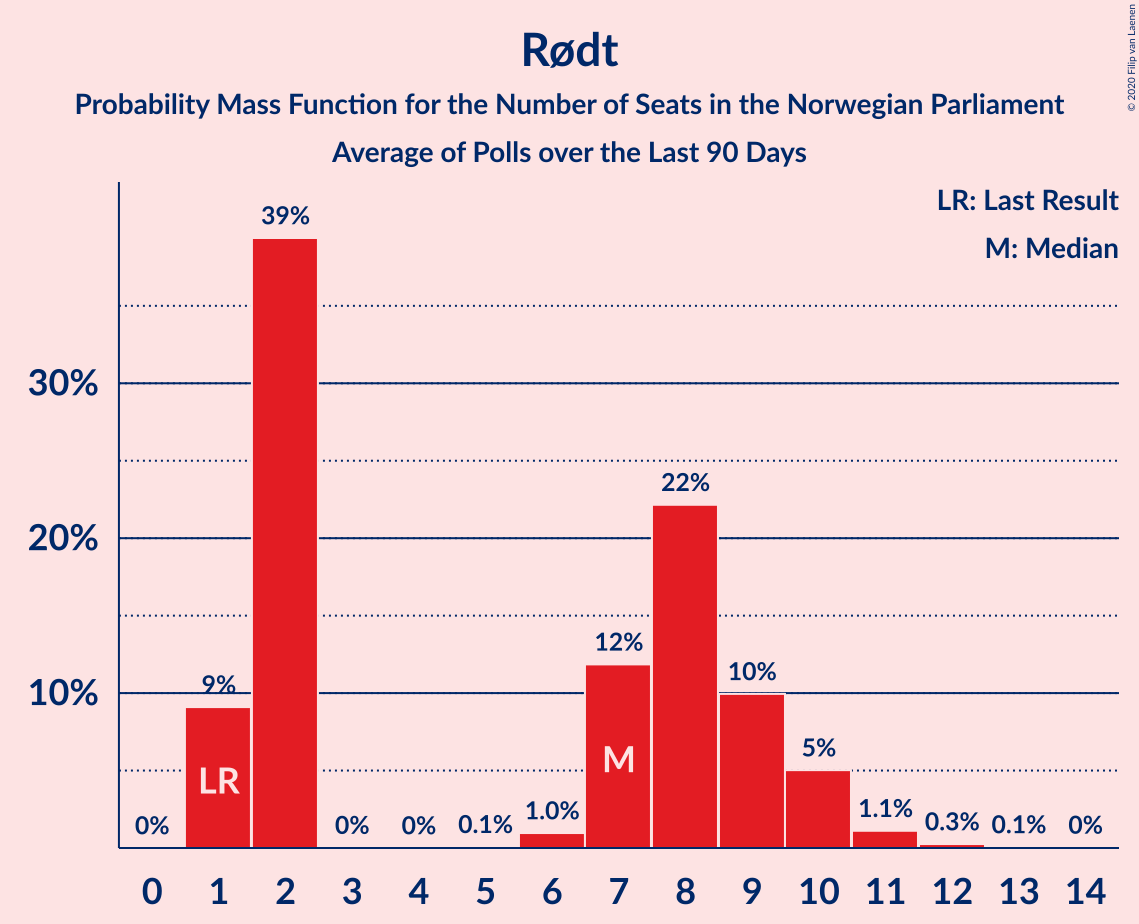 Rødt
Probability Mass Function for the Number of Seats in the Norwegian Parliament
Average of Polls over the Last 90 Days
© 2020 Filip van Laenen
LR: Last Result
M: Median
39%
30%
22%
20%
12%
10%
10%
9%
5%
LR
M
0%
0%
0%
0.1%
1.0%
1.1%
0.3%
0.1%
0%
0 1 2 3 4 5 6 7 8 9 10 11 12 13 14